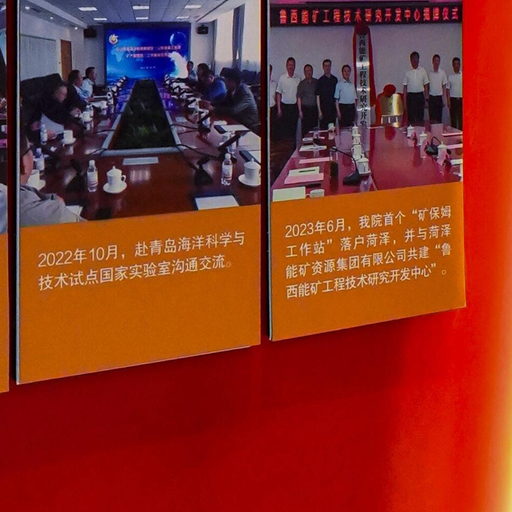 鲁西能矿工程技术研究开发中心揭牌仪式
2022年10月，赴青岛海洋科学与
技术试点国家实验室沟通交流。
2023年6月，我院首个“矿保姆
工作站”落户菏泽，并与菏泽
能矿资源集团有限公司共建“鲁
西能矿工程技术研究开发中心”。